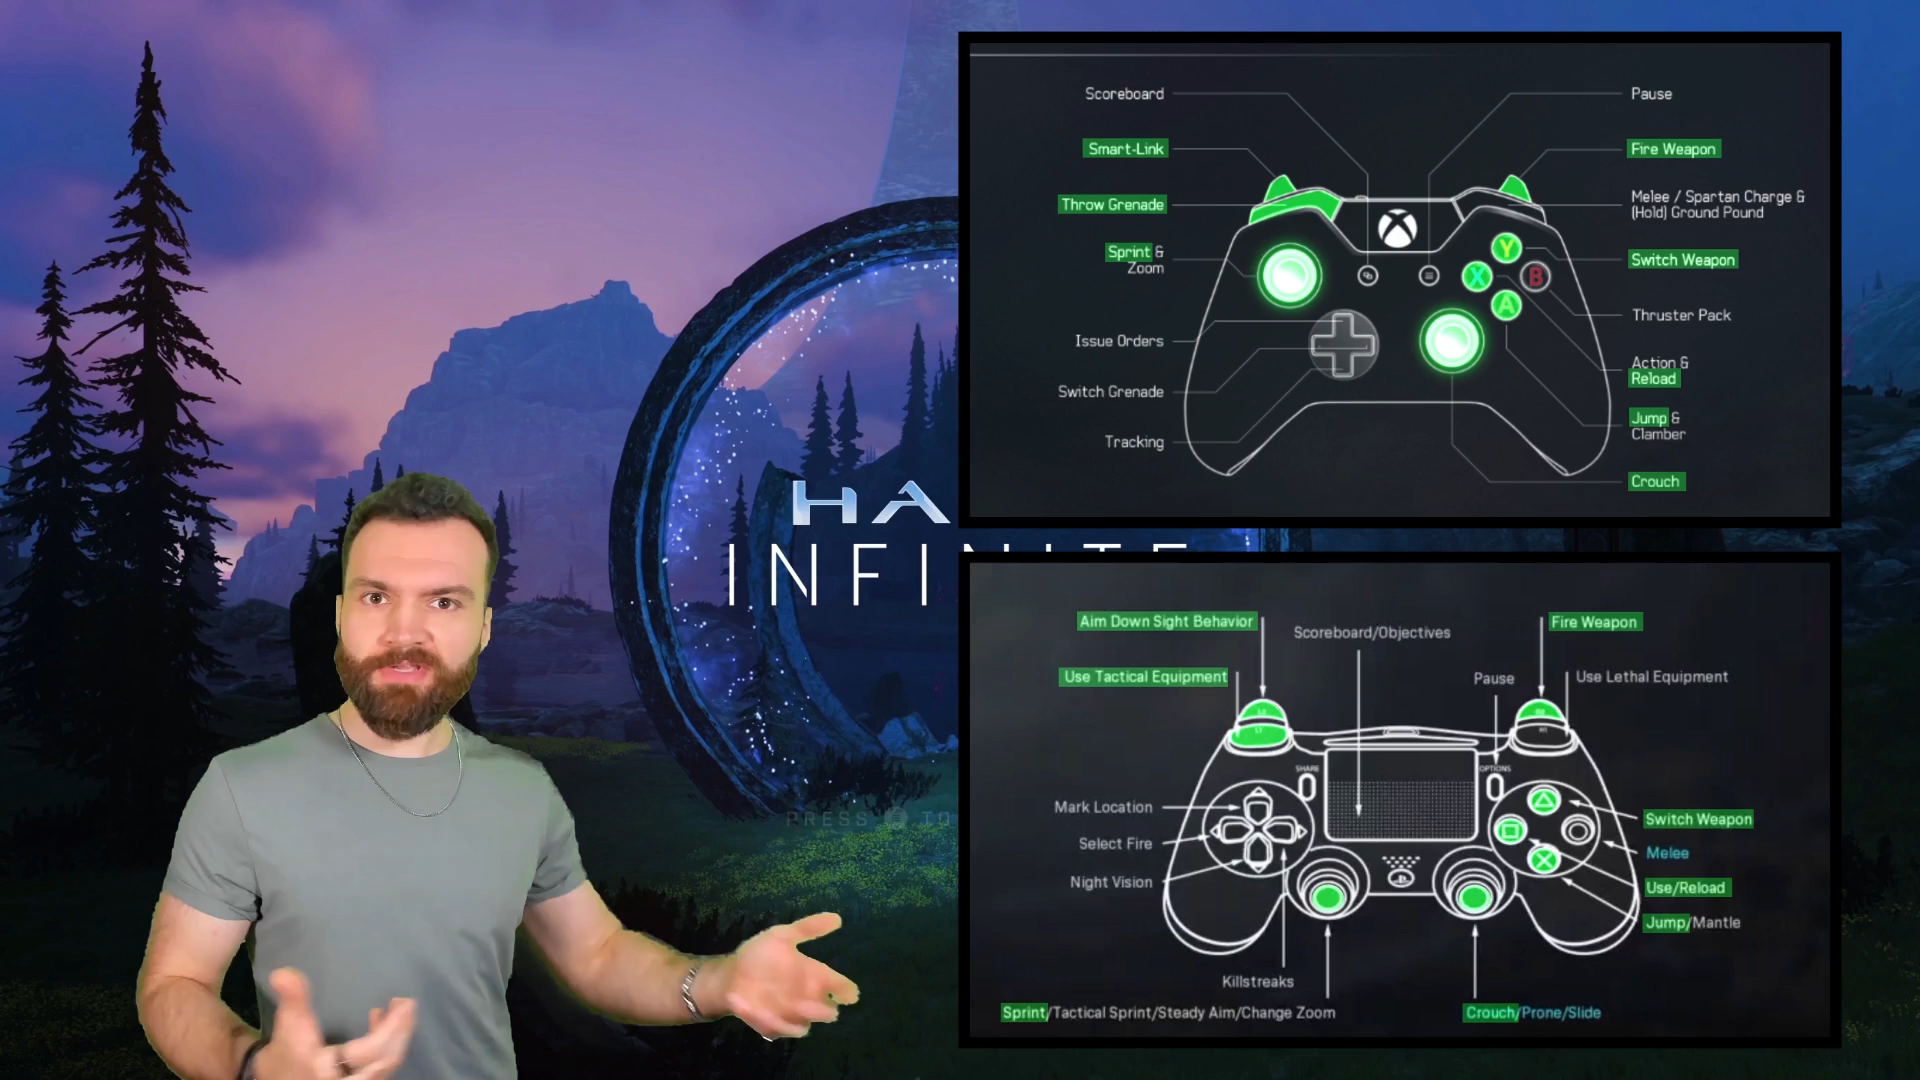 HA
INFINITE
PRESS TO
Scoreboard
Smart-Link
Throw Grenade
Sprint &
Zoom
Issue Orders
Switch Grenade
Tracking
Pause
Fire Weapon
Melee / Spartan Charge &
(Hold) Ground Pound
Switch Weapon
Thruster Pack
Action &
Reload
Jump &
Clamber
Crouch
Y
X
B
A
Aim Down Sight Behavior
Use Tactical Equipment
Scoreboard/Objectives
Pause
Fire Weapon
Use Lethal Equipment
SHARE
OPTIONS
Mark Location
Select Fire
Night Vision
Killstreaks
Sprint/Tactical Sprint/Steady Aim/Change Zoom
Switch Weapon
Melee
Use/Reload
Jump/Mantle
Crouch/Prone/Slide